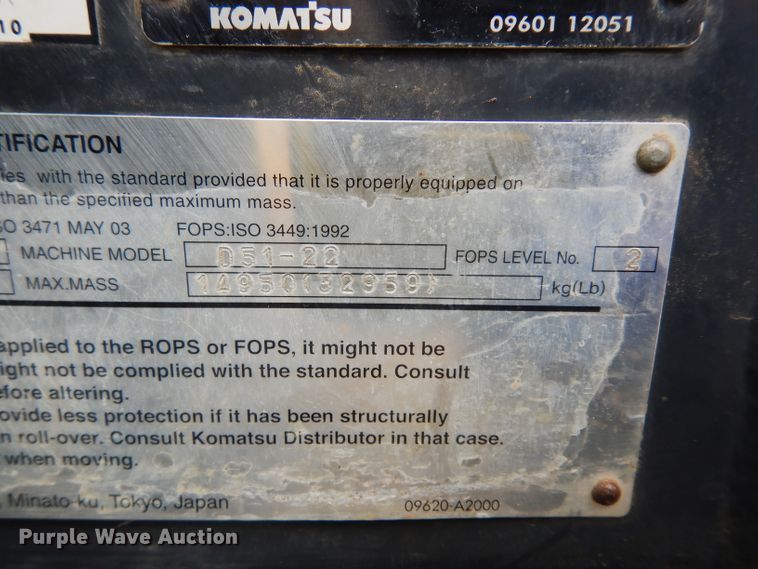 10
KOMATSU 09601 12051
TIFICATION
ies with the standard provided that it is properly equipped on
than the specified maximum mass.
SO 3471 MAY 03 FOPS:ISO 3449:1992
MACHINE MODEL D51-22 FOPS LEVEL No. 2
MAX.MASS 14950(32959) kg(Lb)
applied to the ROPS or FOPS, it might not be
ight not be complied with the standard. Consult
efore altering.
ovide less protection if it has been structurally
n roll-over. Consult Komatsu Distributor in that case.
when moving.
, Minato-ku, Tokyo, Japan 09620-A2000
Purple Wave Auction